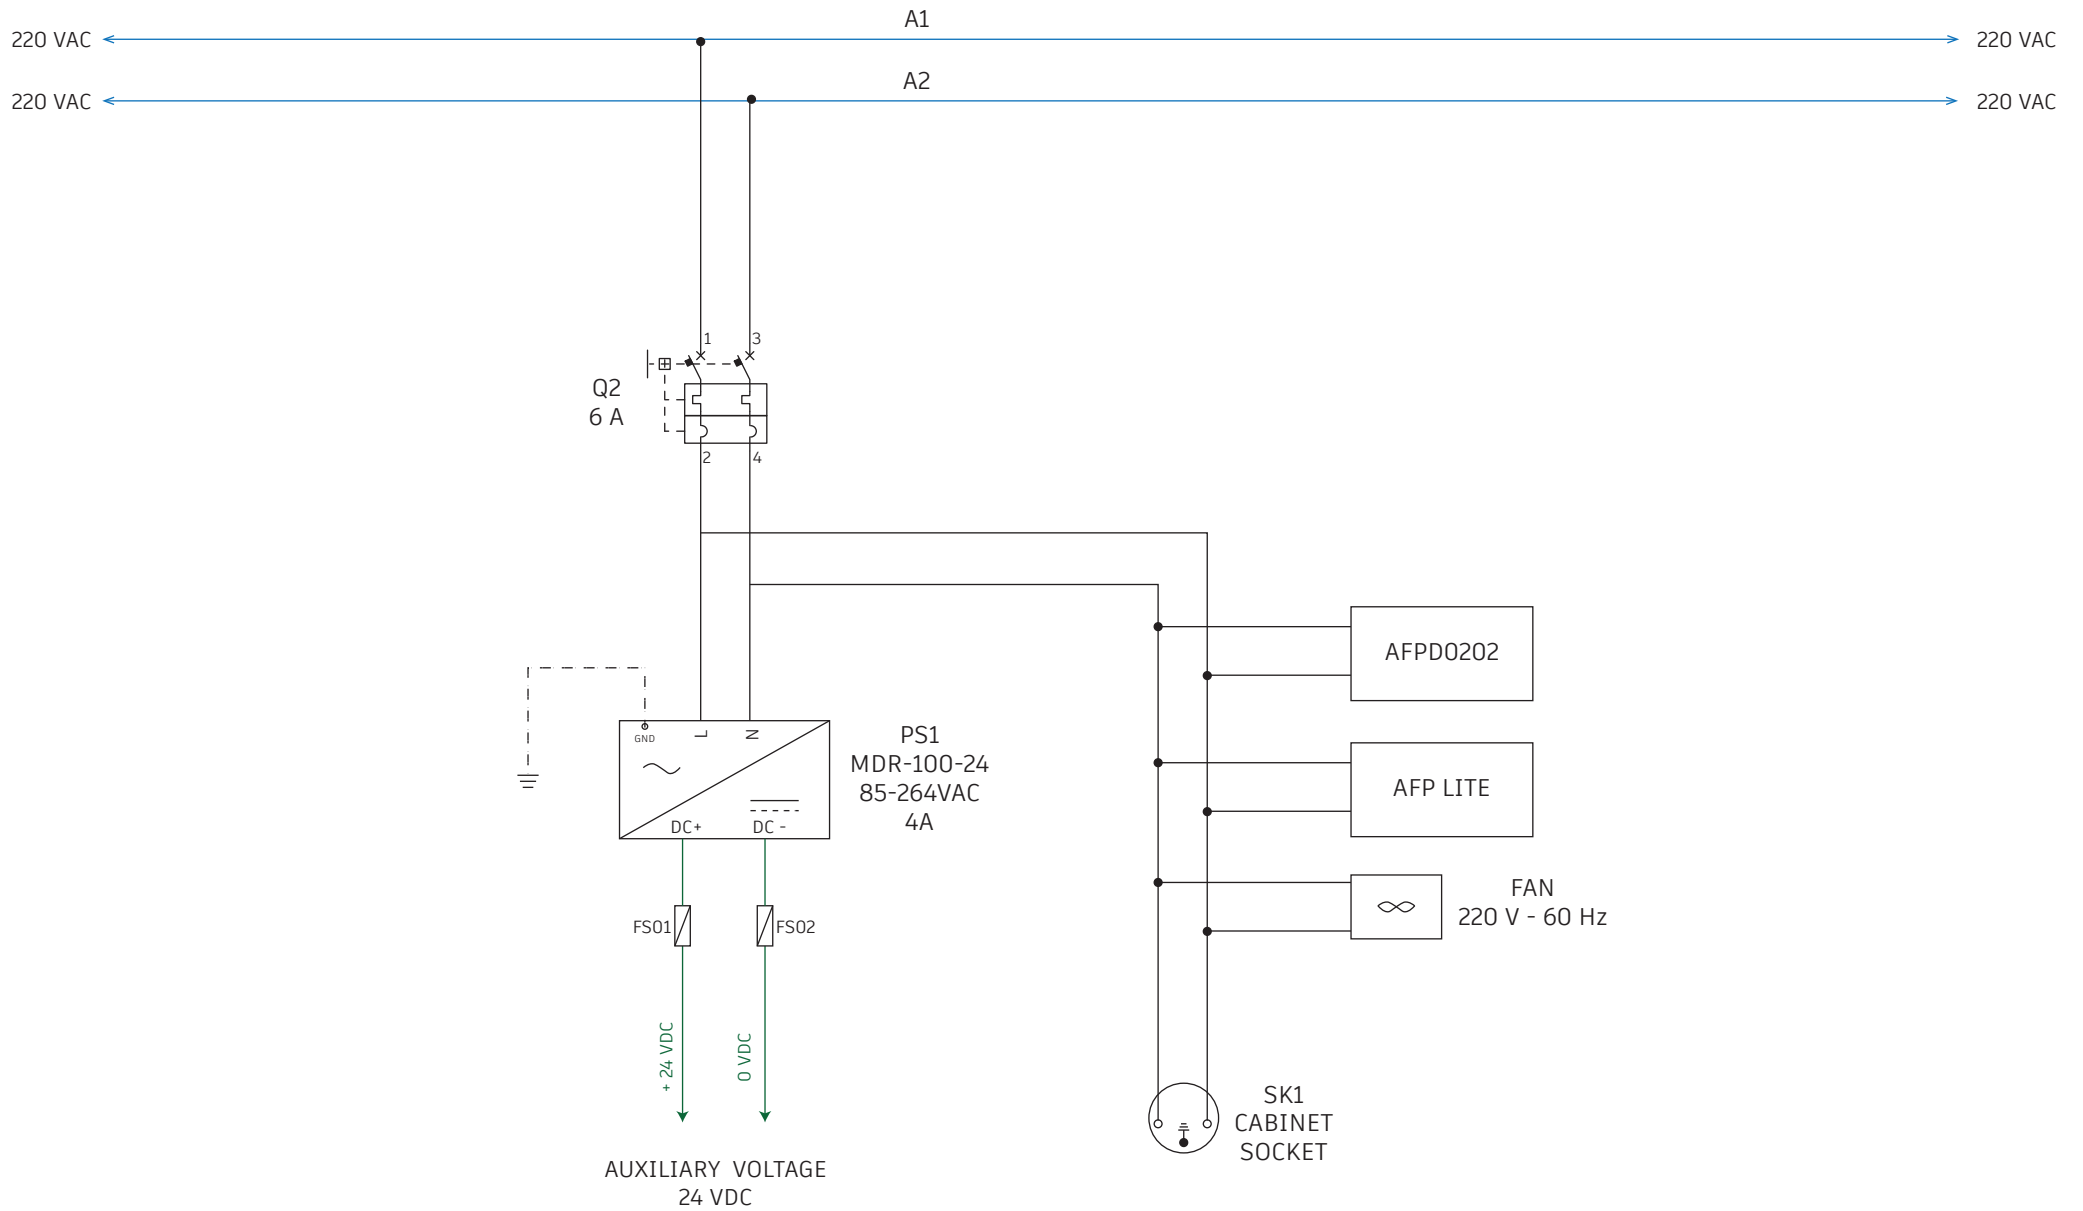 A1
220 VAC
220 VAC
A2
220 VAC
220 VAC
1
3
Q2
6 A
2
4
AFPD0202
GND
L
N
DC+
DC -
PS1
MDR-100-24
85-264VAC
4A
AFP LITE
FAN
220 V - 60 Hz
FS01
FS02
+ 24 VDC
0 VDC
SK1
CABINET
SOCKET
AUXILIARY VOLTAGE
24 VDC